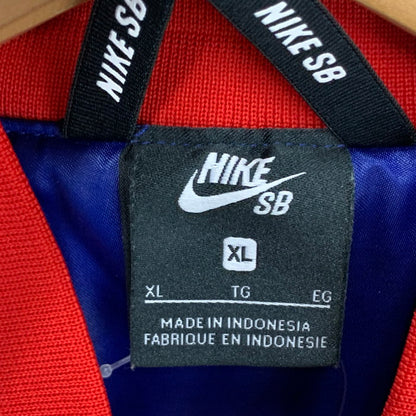 NIKE SB
NIKE SB
NIKE
SB
XL
XL TG EG
MADE IN INDONESIA
FABRIQUE EN INDONESIE